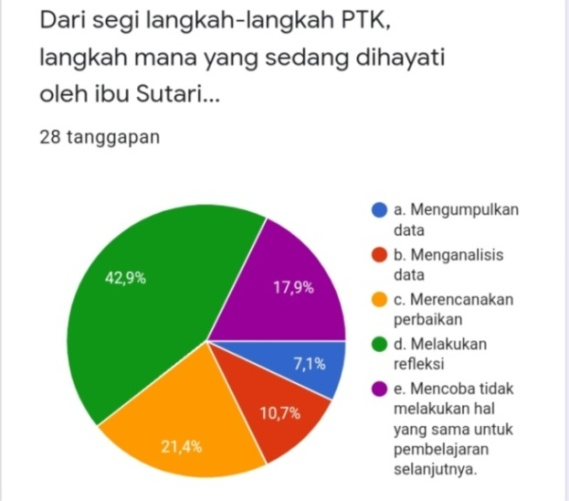 Dari segi langkah-langkah PTK,
langkah mana yang sedang dihayati
oleh ibu Sutari...
28 tanggapan
42,9%
17,9%
7,1%
10,7%
21,4%
a. Mengumpulkan
data
b. Menganalisis
data
c. Merencanakan
perbaikan
d. Melakukan
refleksi
e. Mencoba tidak
melakukan hal
yang sama untuk
pembelajaran
selanjutnya.